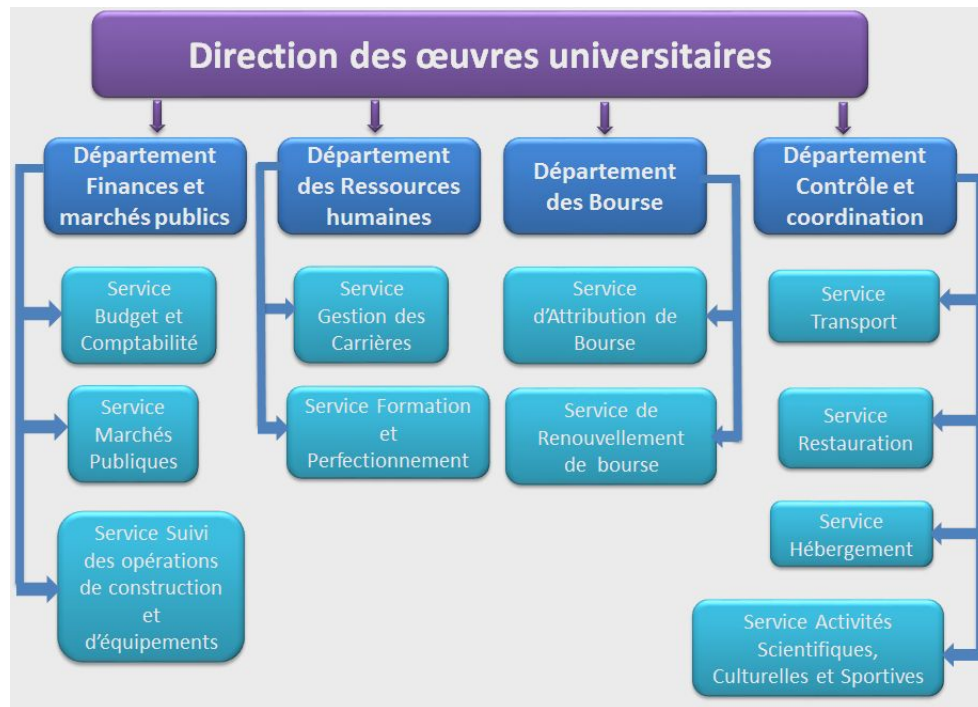 Direction des œuvres universitaires
Département
Finances et
marchés publics
Département
des Ressources
humaines
Département
des Bourse
Département
Contrôle et
coordination
Service
Budget et
Comptabilité
Service
Gestion des
Carrières
Service
d’Attribution de
Bourse
Service
Transport
Service
Marchés
Publiques
Service Formation
et
Perfectionnement
Service de
Renouvellement
de bourse
Service
Restauration
Service Suivi
des opérations
de construction
et
d’équipements
Service
Hébergement
Service Activités
Scientifiques,
Culturelles et Sportives